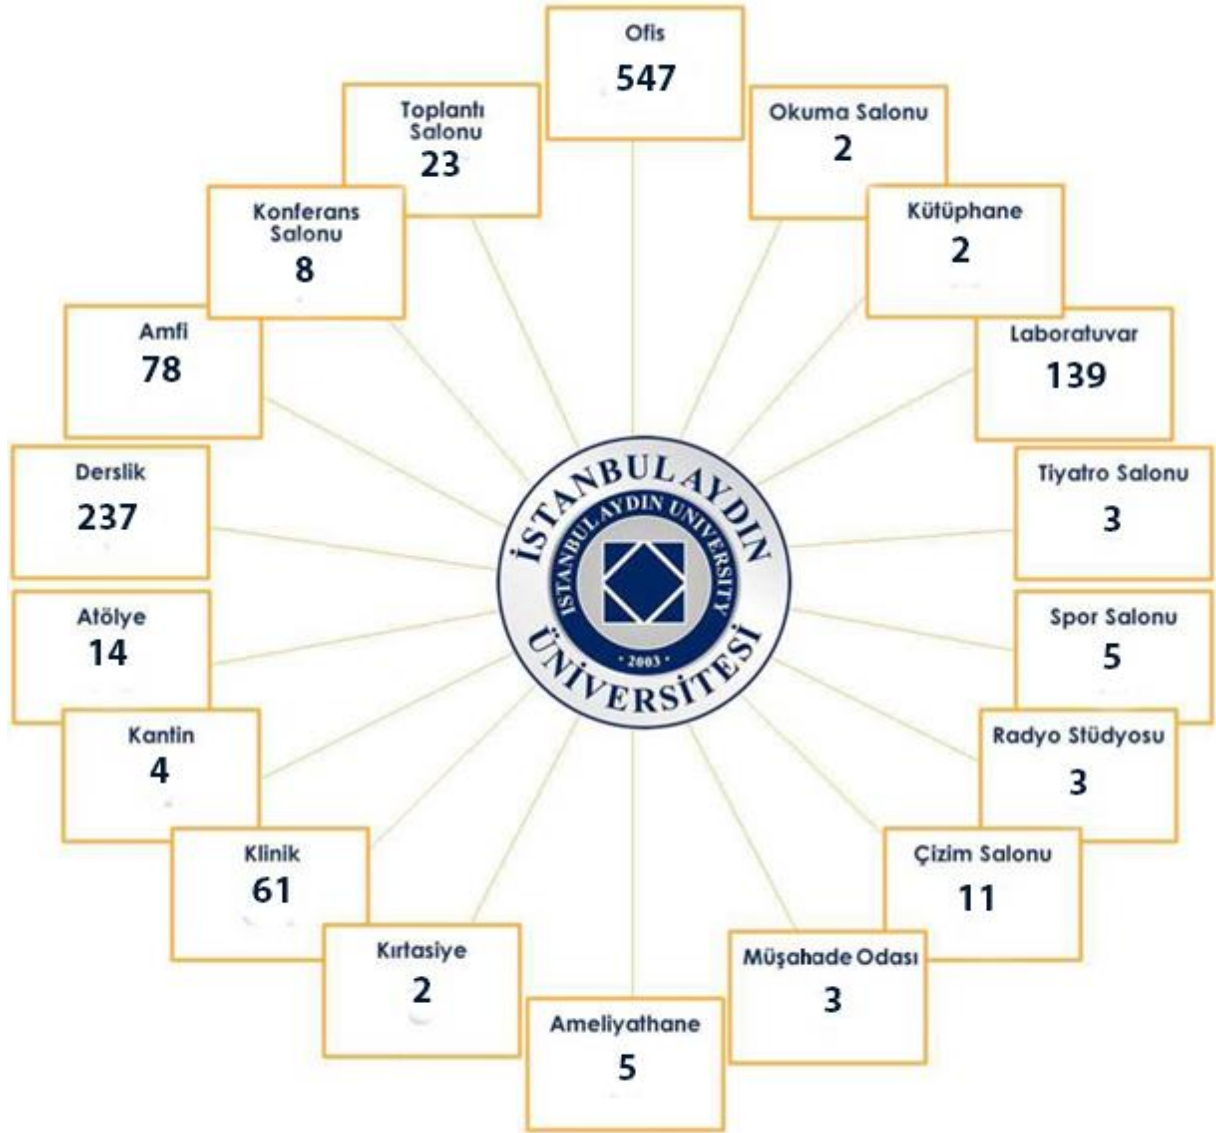 Ofis
547
Okuma Salonu
2
Kütüphane
2
Laboratuvar
139
Tiyatro Salonu
3
Spor Salonu
5
Radyo Stüdyosu
3
Çizim Salonu
11
Müşahade Odası
3
Ameliyathane
5
Kırtasiye
2
Klinik
61
Kantin
4
Atölye
14
Derslik
237
Amfi
78
Konferans
Salonu
8
Toplantı
Salonu
23
İSTANBUL AYDIN
ÜNİVERSİTESİ
ISTANBUL AYDIN UNIVERSITY
· 2003 ·